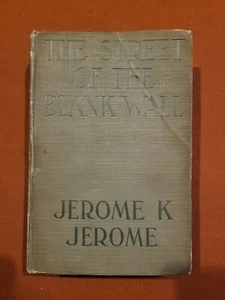 THE STREET
OF THE
BLANK WALL
JEROME K
JEROME